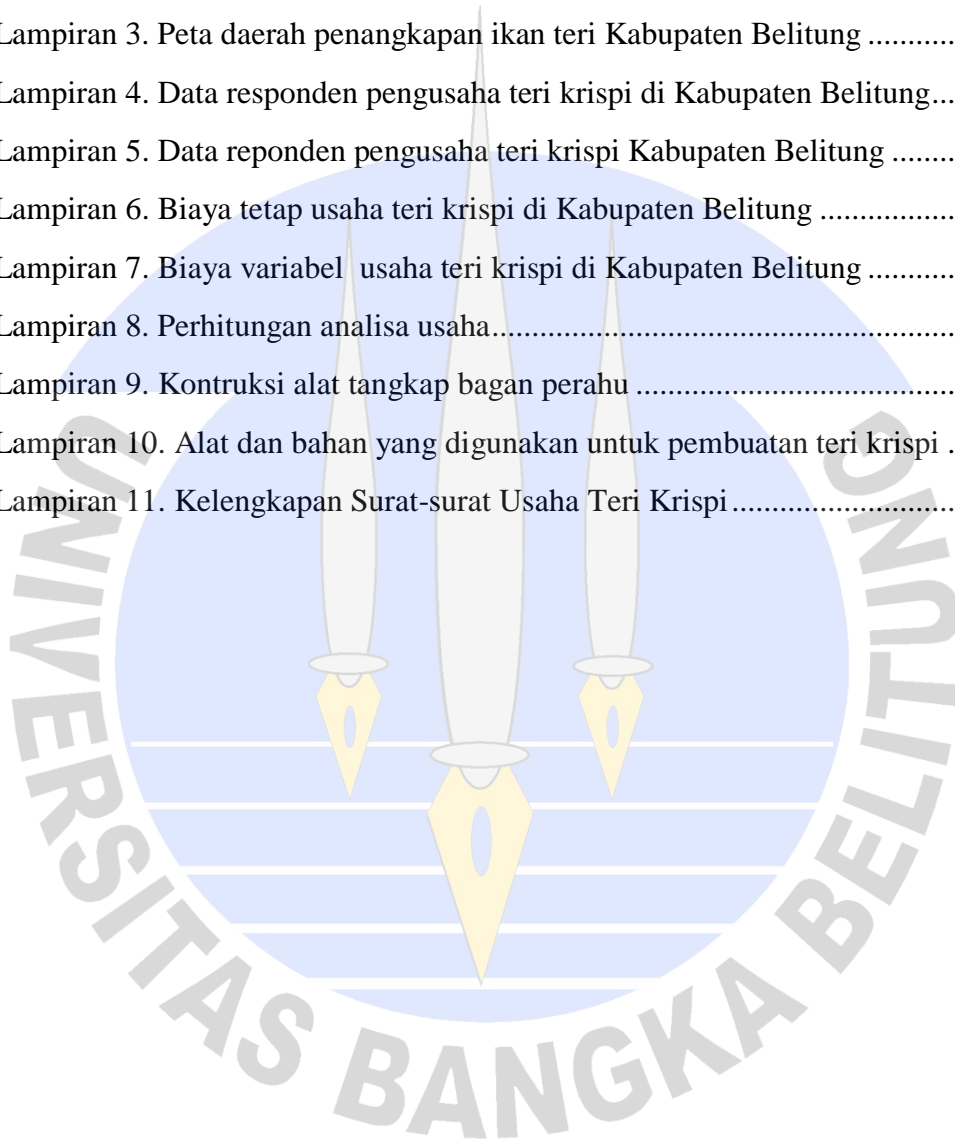 Lampiran 3. Peta daerah penangkapan ikan teri Kabupaten Belitung ...........
Lampiran 4. Data responden pengusaha teri krispi di Kabupaten Belitung...
Lampiran 5. Data reponden pengusaha teri krispi Kabupaten Belitung ........
Lampiran 6. Biaya tetap usaha teri krispi di Kabupaten Belitung .................
Lampiran 7. Biaya variabel  usaha teri krispi di Kabupaten Belitung ...........
Lampiran 8. Perhitungan analisa usaha..........................................................
Lampiran 9. Kontruksi alat tangkap bagan perahu ........................................
Lampiran 10. Alat dan bahan yang digunakan untuk pembuatan teri krispi .
Lampiran 11. Kelengkapan Surat-surat Usaha Teri Krispi............................
UNIVERSITAS BANGKA BELITUNG